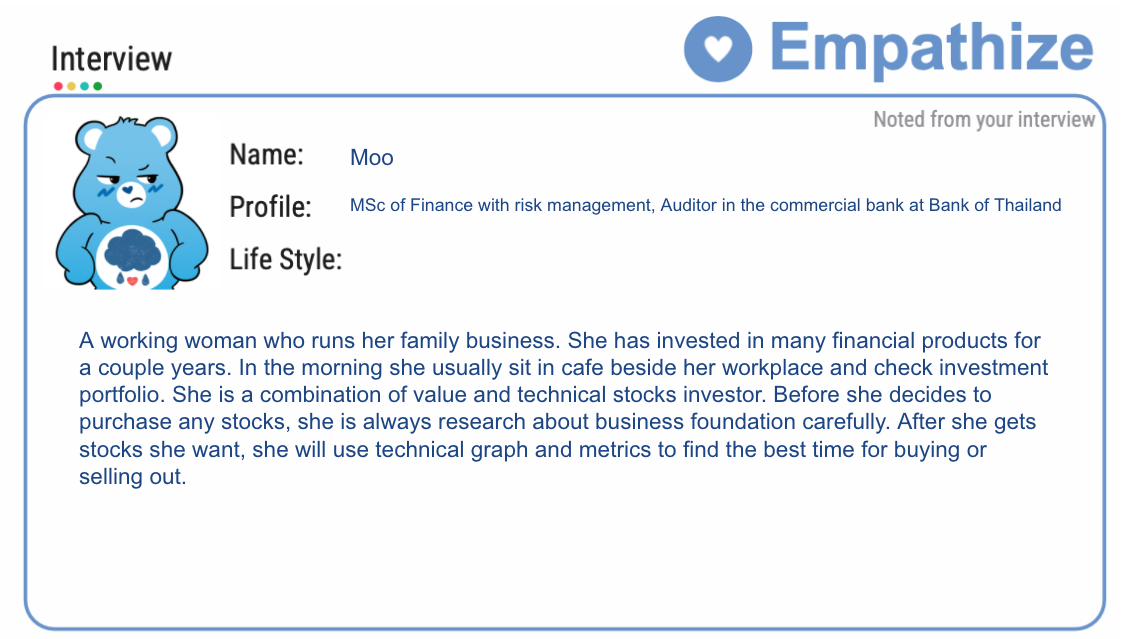 Interview
Empathize
Noted from your interview
Name: Moo
Profile: MSc of Finance with risk management, Auditor in the commercial bank at Bank of Thailand
Life Style:
A working woman who runs her family business. She has invested in many financial products for
a couple years. In the morning she usually sit in cafe beside her workplace and check investment
portfolio. She is a combination of value and technical stocks investor. Before she decides to
purchase any stocks, she is always research about business foundation carefully. After she gets
stocks she want, she will use technical graph and metrics to find the best time for buying or
selling out.